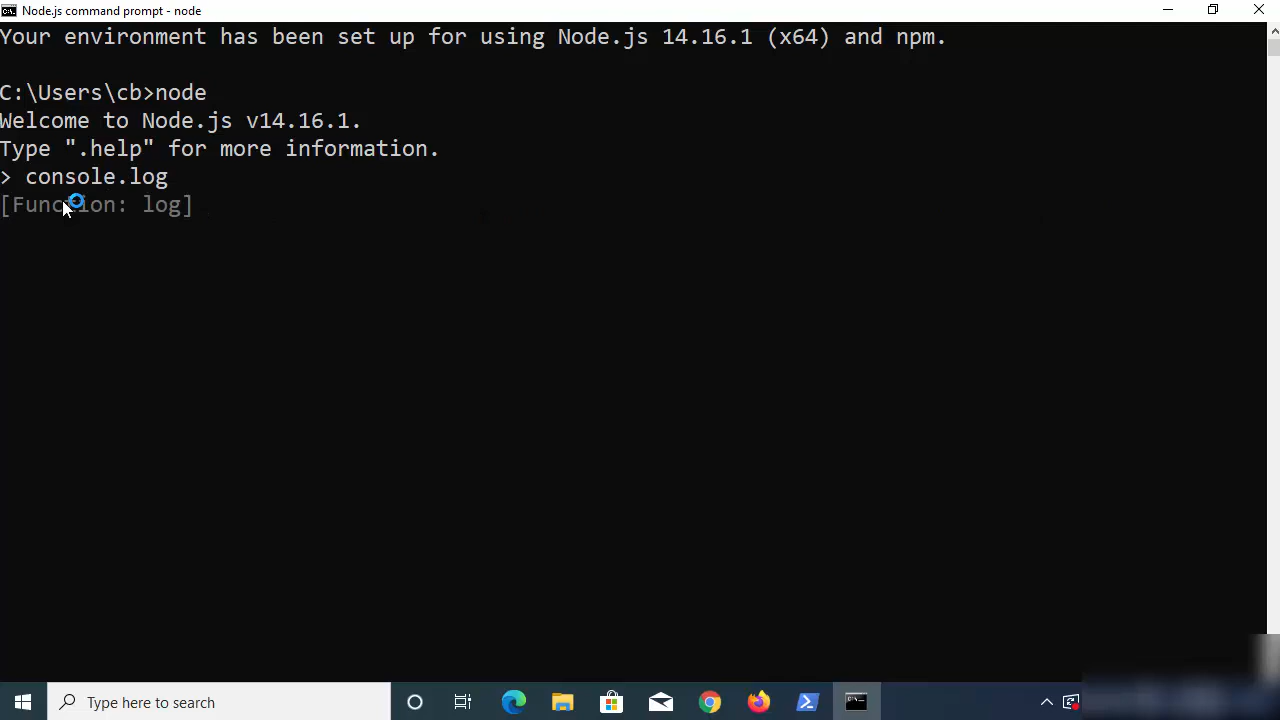 Node.js command prompt - node
Your environment has been set up for using Node.js 14.16.1 (x64) and npm.
C:\Users\cb>node
Welcome to Node.js v14.16.1.
Type ".help" for more information.
> console.log
[Function: log]
Type here to search